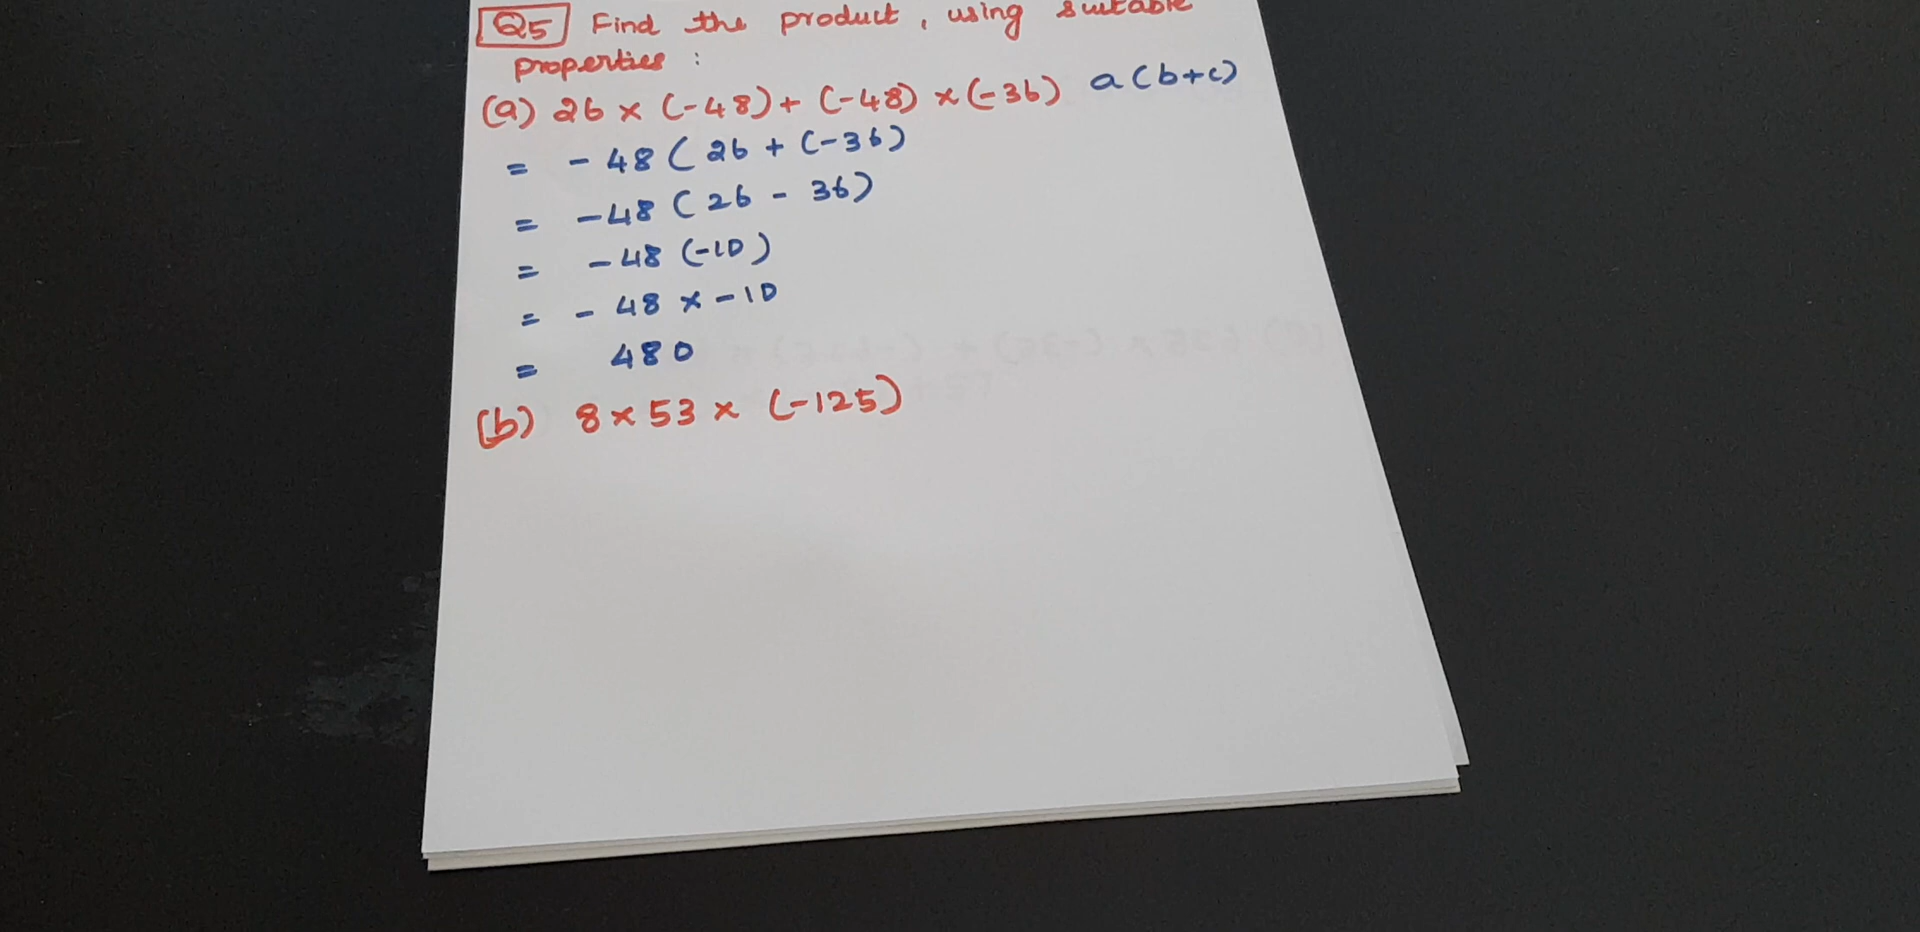 Q5 Find the product, using suitable
properties :
(a) 26 × (-48) + (-48) × (-36) a(b+c)
= - 48 ( 26 + (-36)
= -48 ( 26 - 36)
= - 48 (-10)
= - 48 × -10
= 480
(b) 8 × 53 × (-125)